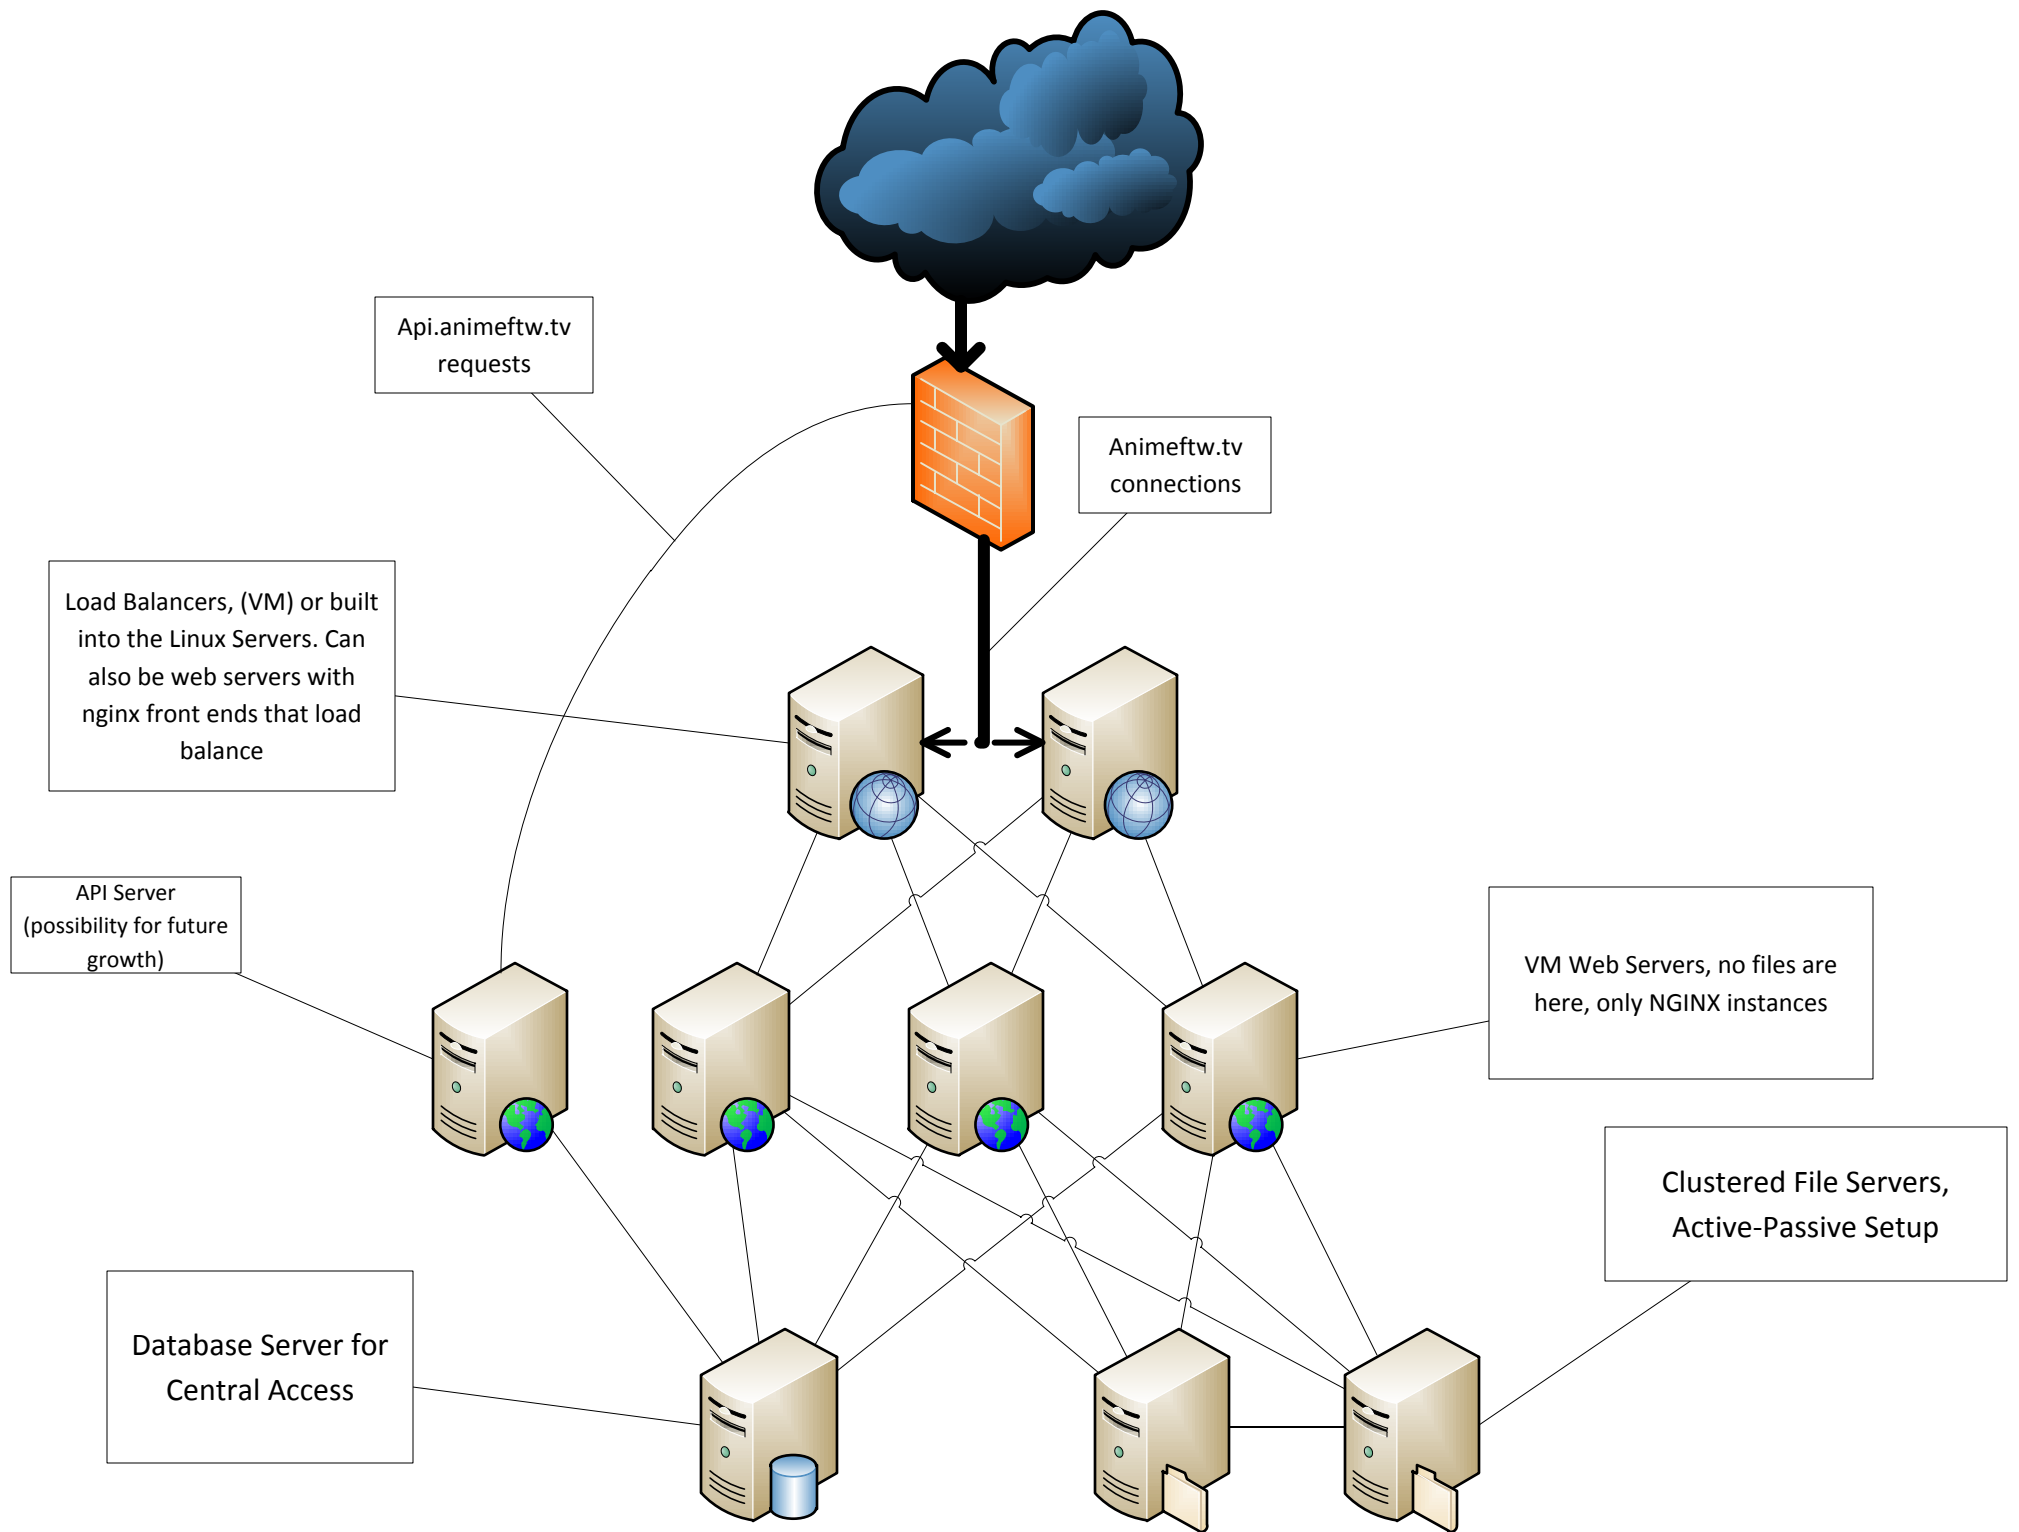 Api.animeftw.tv
requests
Animeftw.tv
connections
Load Balancers, (VM) or built
into the Linux Servers. Can
also be web servers with
nginx front ends that load
balance
API Server
(possibility for future
growth)
VM Web Servers, no files are
here, only NGINX instances
Clustered File Servers,
Active-Passive Setup
Database Server for
Central Access